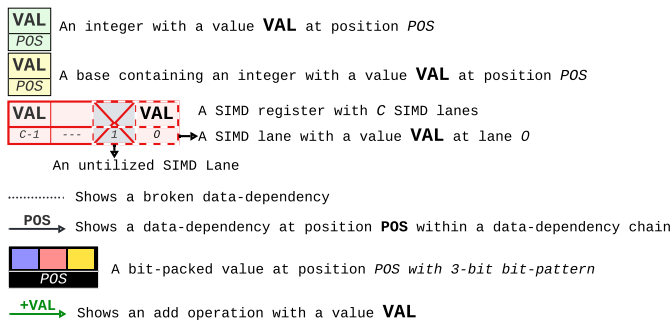 VAL An integer with a value VAL at position POS
POS
VAL
A base containing an integer with a value VAL at position POS
POS
VAL VAL A SIMD register with C SIMD lanes
C-1 --- 1 0 A SIMD lane with a value VAL at lane 0
An untilized SIMD Lane
Shows a broken data-dependency
POS Shows a data-dependency at position POS within a data-dependency chain
A bit-packed value at position POS with 3-bit bit-pattern
POS
+VAL Shows an add operation with a value VAL